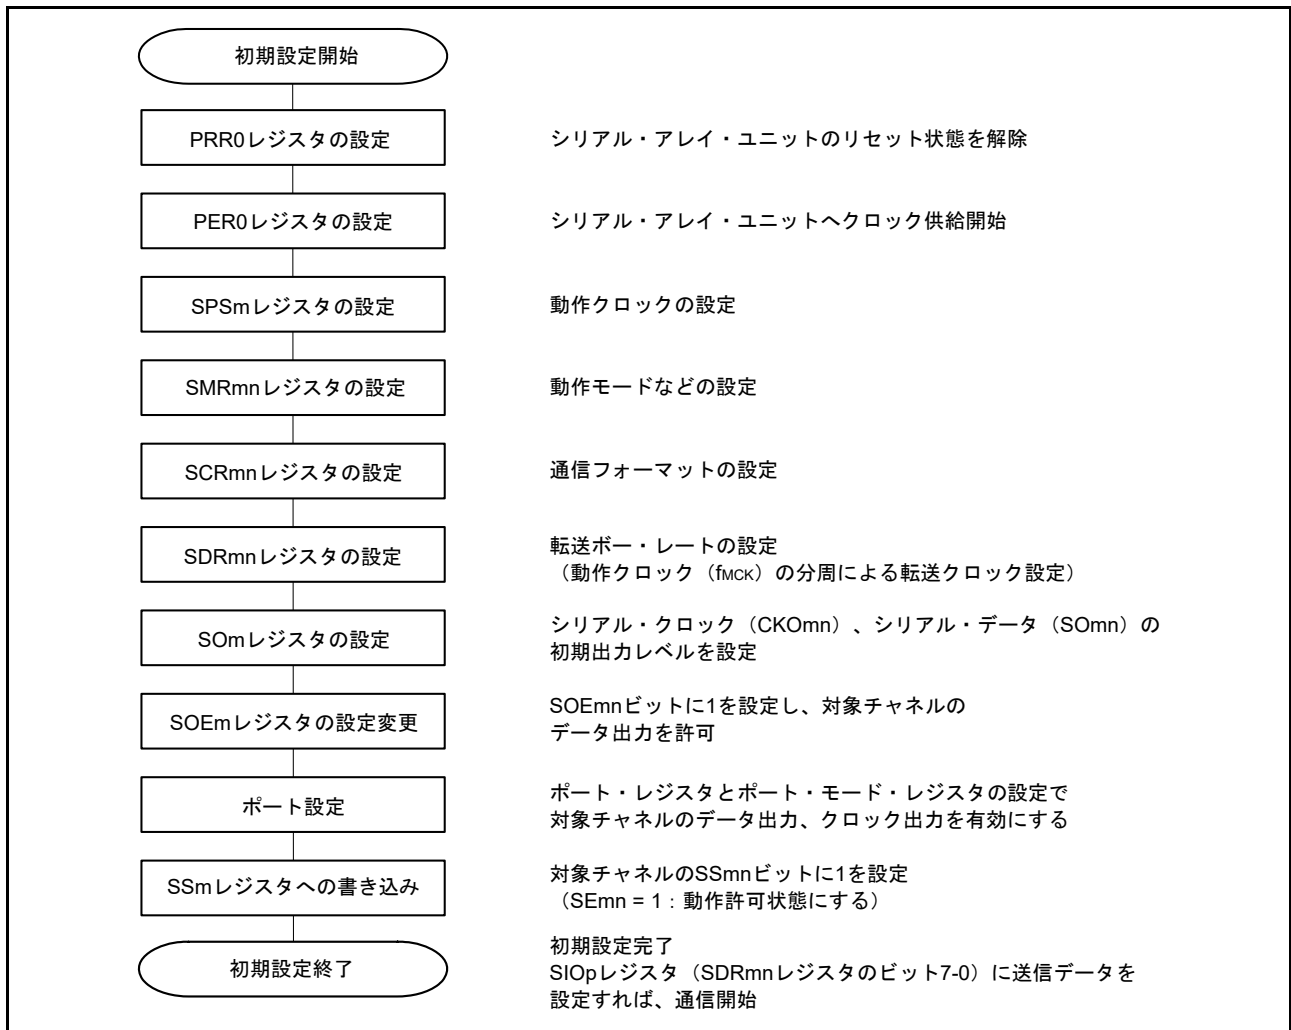 初期設定開始
PRR0レジスタの設定
シリアル・アレイ・ユニットのリセット状態を解除
PER0レジスタの設定
シリアル・アレイ・ユニットへクロック供給開始
SPSmレジスタの設定
動作クロックの設定
SMRmnレジスタの設定
動作モードなどの設定
SCRmnレジスタの設定
通信フォーマットの設定
SDRmnレジスタの設定
転送ボー・レートの設定
（動作クロック（fMCK）の分周による転送クロック設定）
SOmレジスタの設定
シリアル・クロック（CKOmn）、シリアル・データ（SOmn）の
初期出力レベルを設定
SOEmレジスタの設定変更
SOEmnビットに1を設定し、対象チャネルの
データ出力を許可
ポート設定
ポート・レジスタとポート・モード・レジスタの設定で
対象チャネルのデータ出力、クロック出力を有効にする
SSmレジスタへの書き込み
対象チャネルのSSmnビットに1を設定
（SEmn = 1：動作許可状態にする）
初期設定終了
初期設定完了
SIOpレジスタ（SDRmnレジスタのビット7-0）に送信データを
設定すれば、通信開始